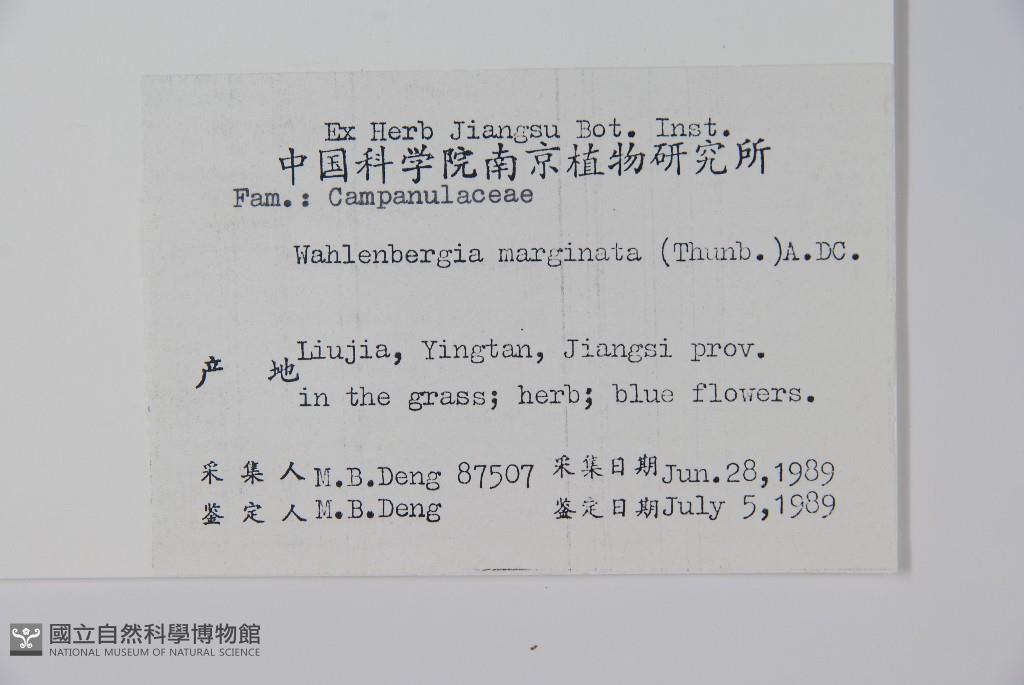 Ex Herb Jiangsu Bot. Inst.
中国科学院南京植物研究所
Fam.: Campanulaceae
Wahlenbergia marginata (Thunb.)A.DC.
产 地 Liujia, Yingtan, Jiangsi prov.
in the grass; herb; blue flowers.
采 集 人 M.B.Deng 87507 采集日期 Jun.28,1989
鉴 定 人 M.B.Deng 鉴定日期 July 5,1989
國立自然科學博物館
NATIONAL MUSEUM OF NATURAL SCIENCE